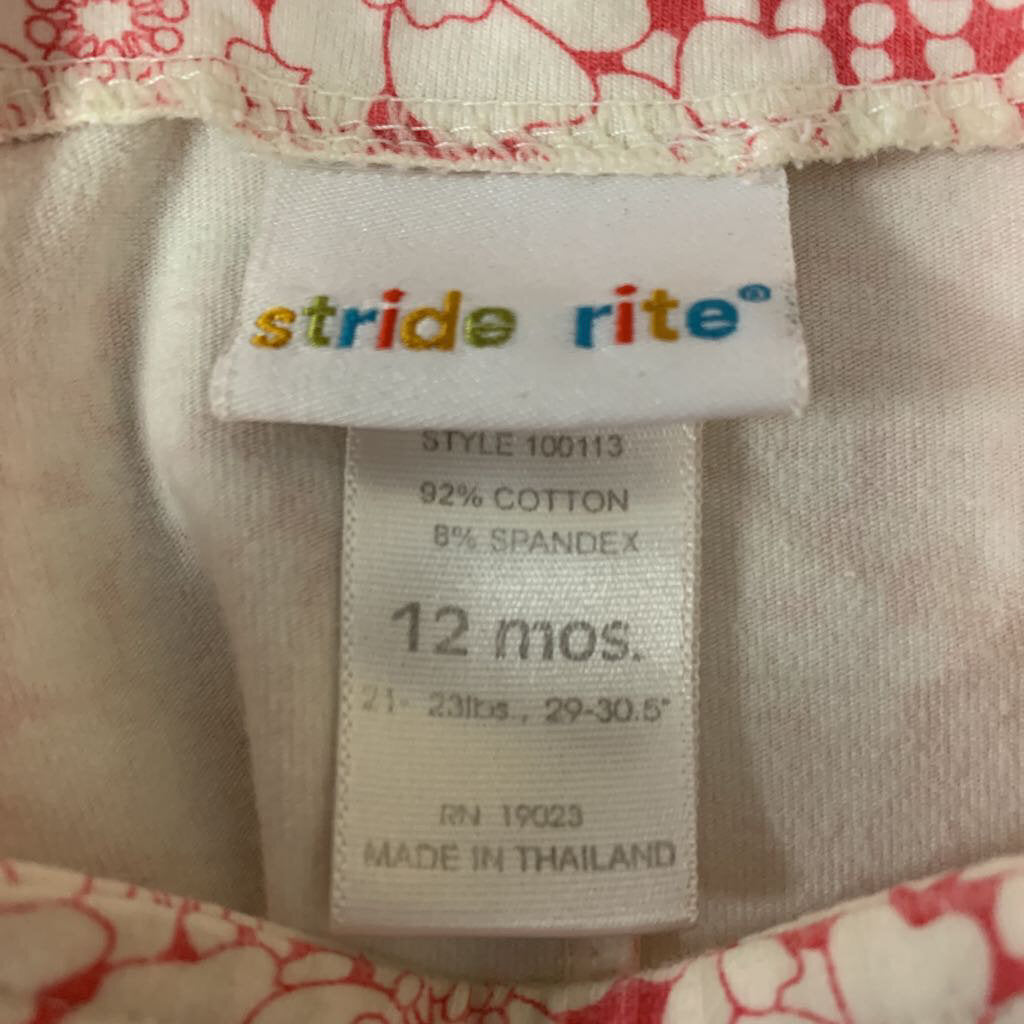 stride rite®
STYLE 100113
92% COTTON
8% SPANDEX
12 mos.
21- 23lbs., 29-30.5"
RN 19023
MADE IN THAILAND